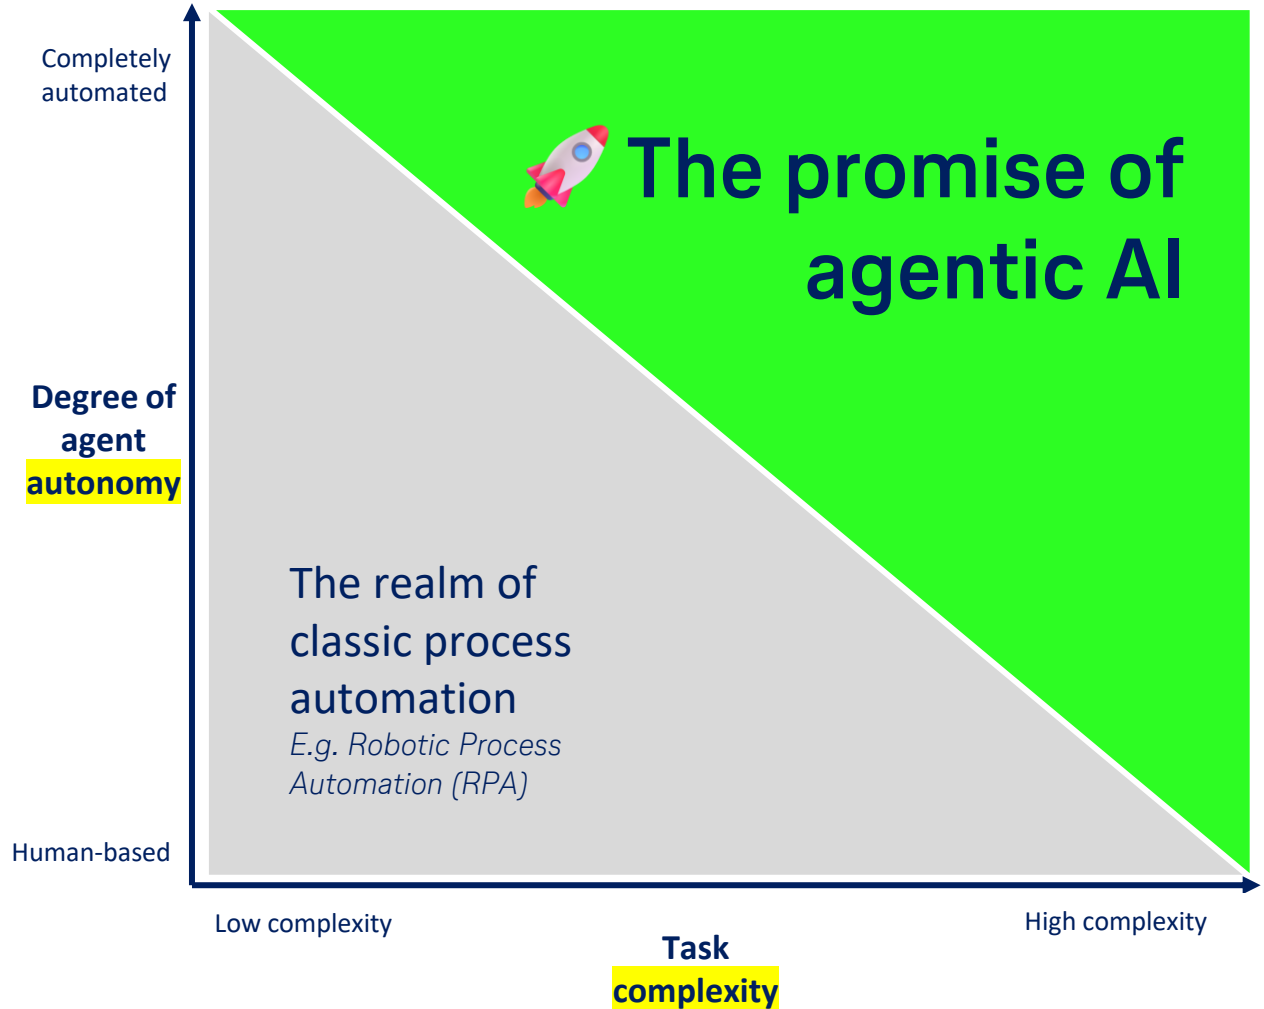 Completely
automated
The promise of
agentic AI
Degree of
agent
autonomy
The realm of
classic process
automation
E.g. Robotic Process
Automation (RPA)
Human-based
Low complexity
High complexity
Task
complexity